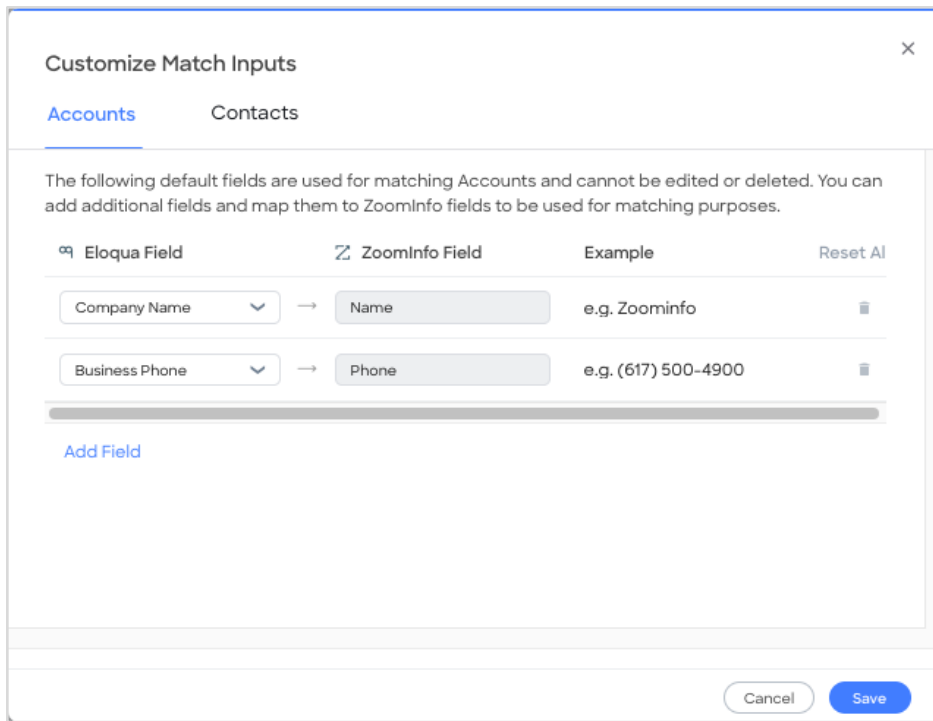 Customize Match Inputs
Accounts Contacts
The following default fields are used for matching Accounts and cannot be edited or deleted. You can
add additional fields and map them to ZoomInfo fields to be used for matching purposes.
Eloqua Field ZoomInfo Field Example Reset Al
Company Name → Name e.g. Zoominfo
Business Phone → Phone e.g. (617) 500-4900
Add Field
Cancel Save